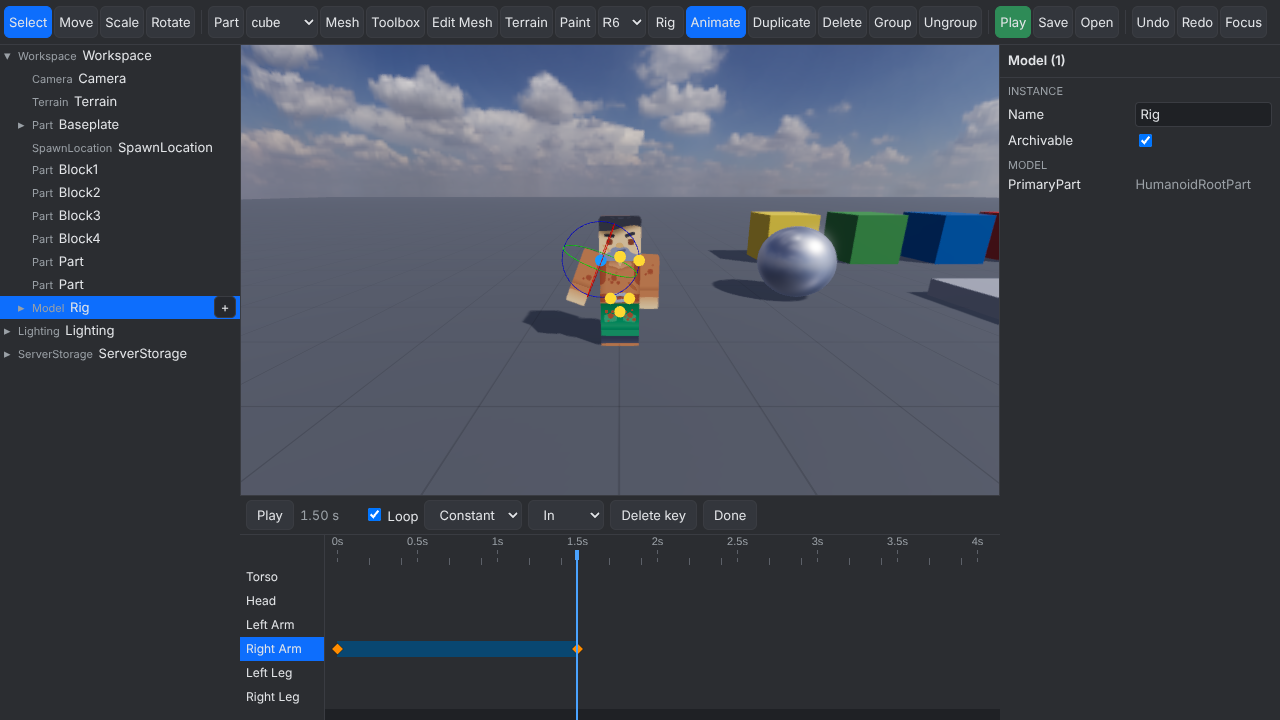 Select Move Scale Rotate Part cube Mesh Toolbox Edit Mesh Terrain Paint R6 Rig Animate Duplicate Delete Group Ungroup Play Save Open Undo Redo Focus
Workspace Workspace
Camera Camera
Terrain Terrain
Part Baseplate
SpawnLocation SpawnLocation
Part Block1
Part Block2
Part Block3
Part Block4
Part Part
Part Part
Model Rig +
Lighting Lighting
ServerStorage ServerStorage
Model (1)
INSTANCE
Name Rig
Archivable
MODEL
PrimaryPart HumanoidRootPart
Play 1.50 s Loop Constant In Delete key Done
0s 0.5s 1s 1.5s 2s 2.5s 3s 3.5s 4s
Torso
Head
Left Arm
Right Arm
Left Leg
Right Leg